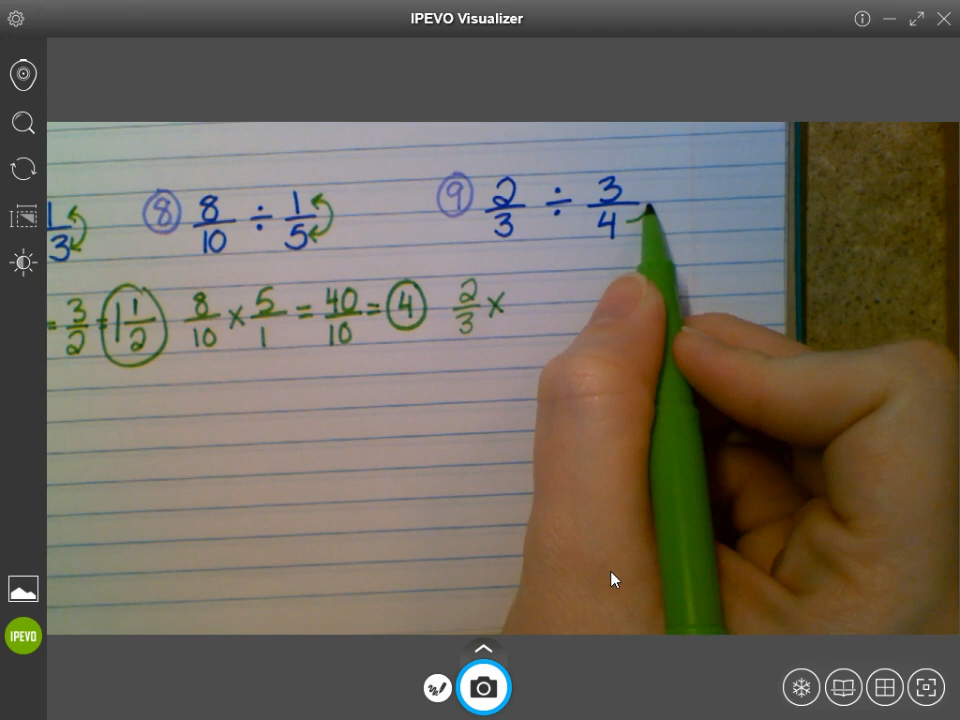 IPEVO Visualizer
1/3 ⑧ 8/10 ÷ 1/5 ⑨ 2/3 ÷ 3/4
= 3/2 = 1 1/2 8/10 × 5/1 = 40/10 = 4 2/3 ×
IPEVO